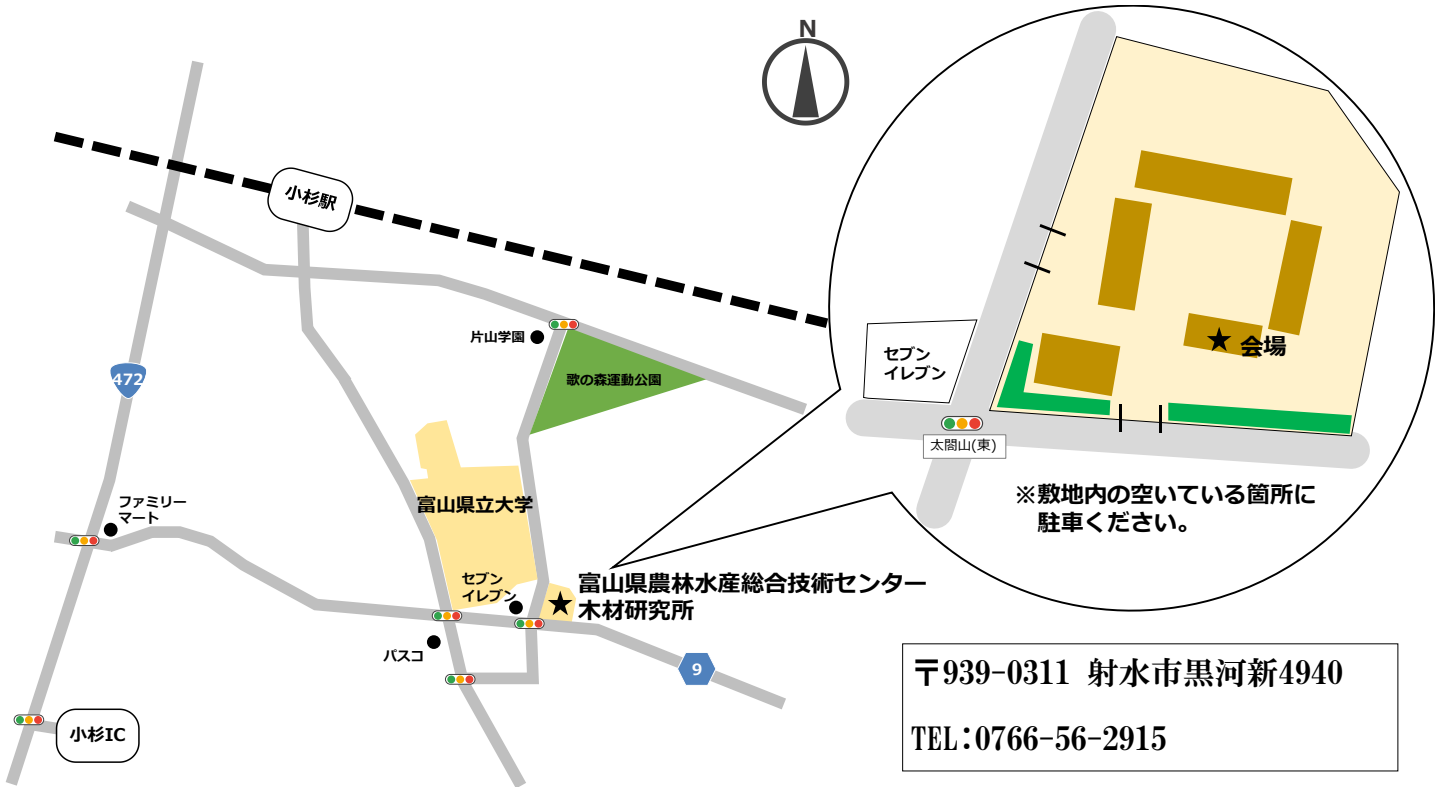 N
小杉駅
片山学園
歌の森運動公園
472
富山県立大学
ファミリー
マート
セブン
イレブン
富山県農林水産総合技術センター
木材研究所
パスコ
9
小杉IC
セブン
イレブン
会場
太閤山(東)
※敷地内の空いている箇所に
駐車ください。
〒939-0311 射水市黒河新4940
TEL:0766-56-2915